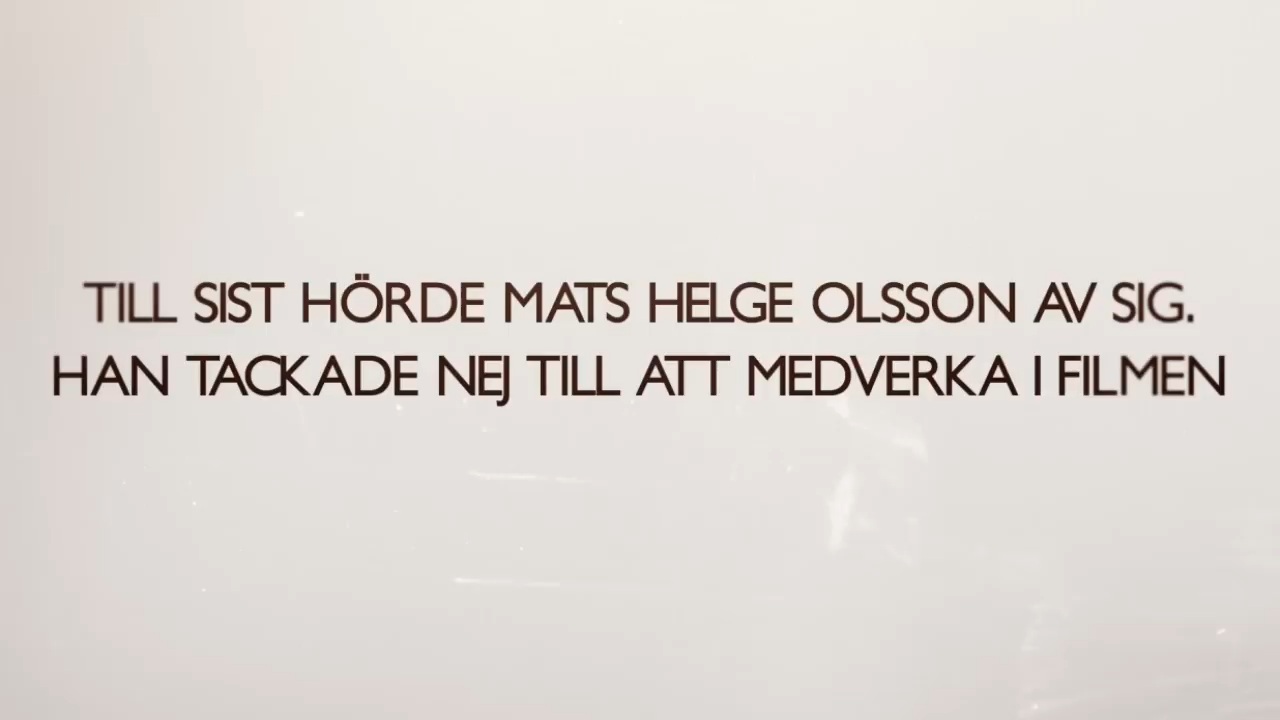 TILL SIST HÖRDE MATS HELGE OLSSON AV SIG.
HAN TACKADE NEJ TILL ATT MEDVERKA I FILMEN